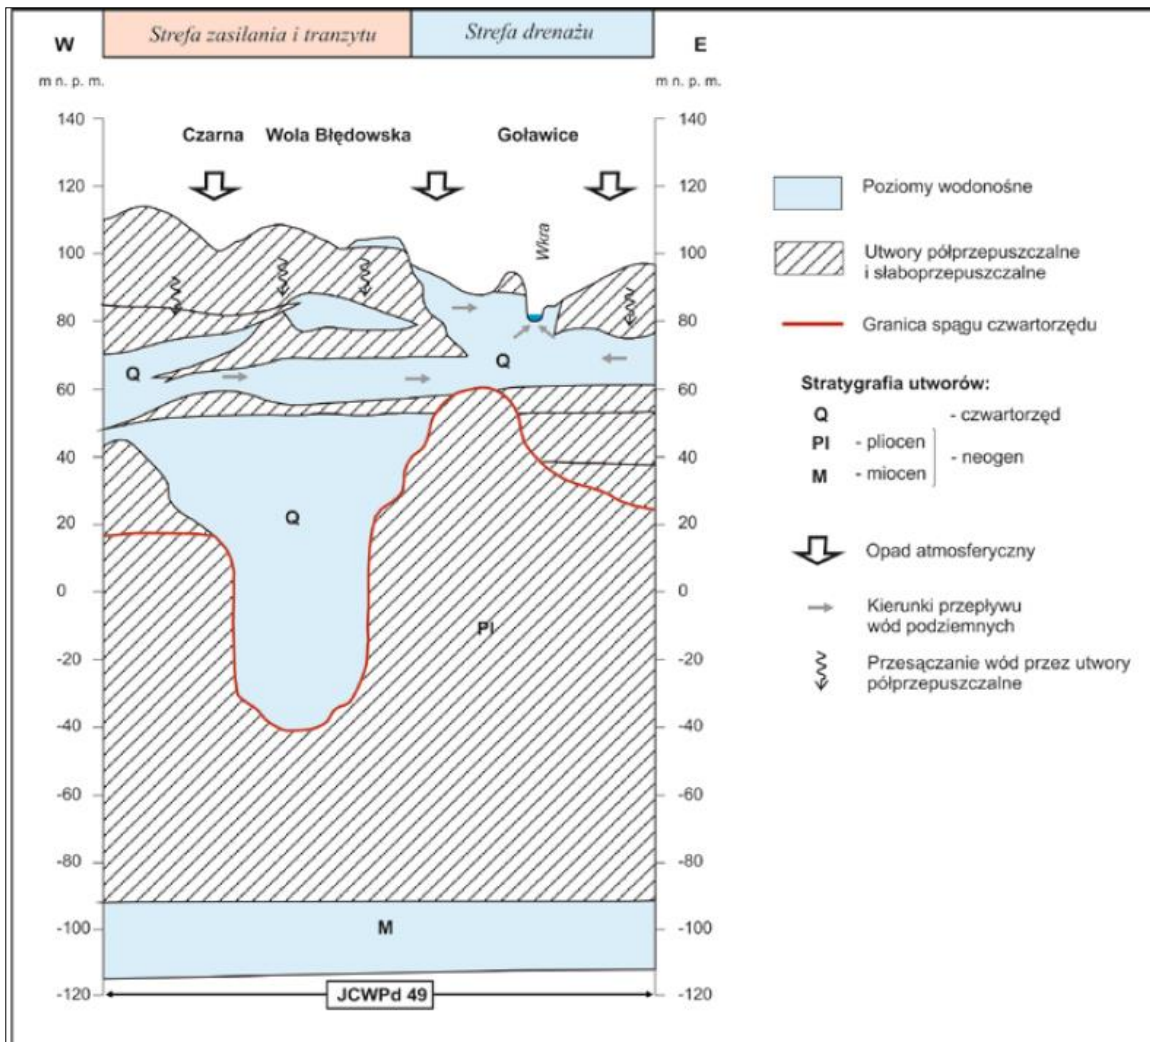 Strefa zasilania i tranzytu
Strefa drenażu
W
E
m n. p. m.
m n. p. m.
140
120
100
80
60
40
20
0
-20
-40
-60
-80
-100
-120
140
120
100
80
60
40
20
0
-20
-40
-60
-80
-100
-120
Czarna
Wola Błędowska
Goławice
Wkra
Q
Q
Q
Pl
M
JCWPd 49
Poziomy wodonośne
Utwory półprzepuszczalne
i słaboprzepuszczalne
Granica spągu czwartorzędu
Stratygrafia utworów:
Q - czwartorzęd
Pl - pliocen
- neogen
M - miocen
Opad atmosferyczny
Kierunki przepływu
wód podziemnych
Przesączanie wód przez utwory
półprzepuszczalne